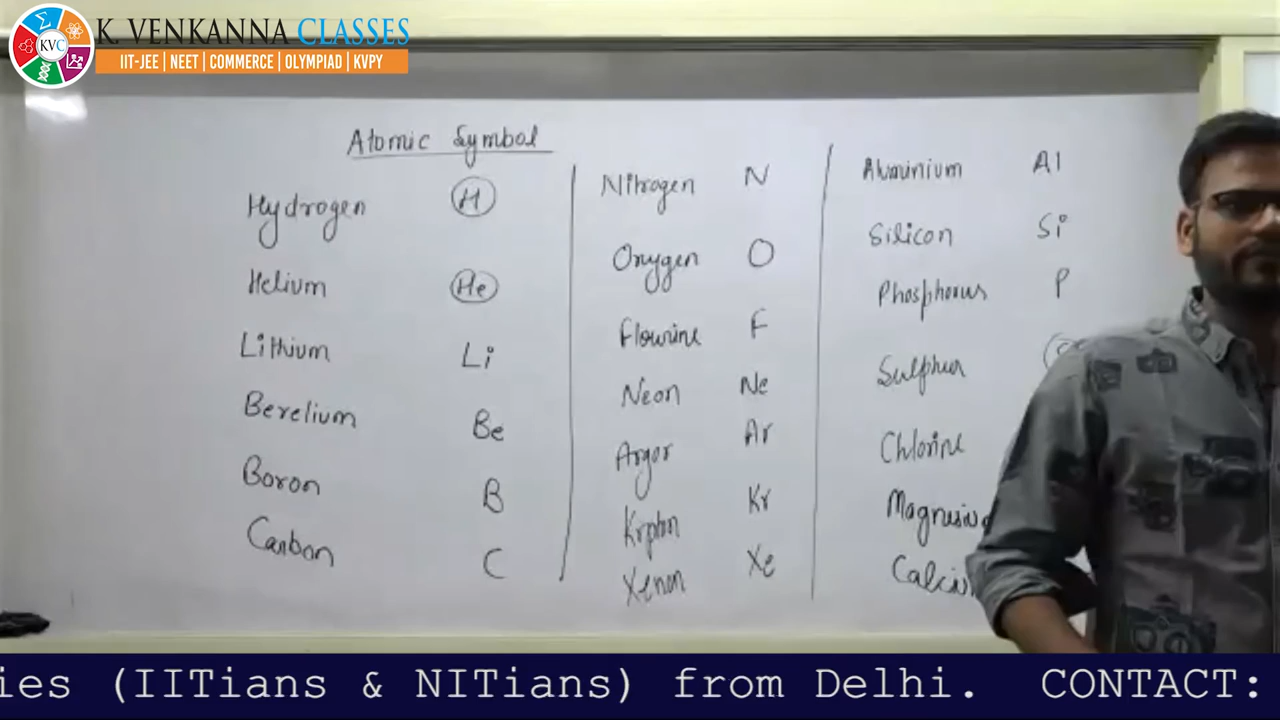 K. VENKANNA CLASSES
IIT-JEE | NEET | COMMERCE | OLYMPIAD | KVPY
KVC
Atomic Symbol
Hydrogen H
Helium He
Lithium Li
Berelium Be
Boron B
Carbon C
Nitrogen N
Oxygen O
Flourine F
Neon Ne
Argor Ar
Krpton Kr
Xenon Xe
Aluminium Al
Silicon Si
Phosphorus P
Sulphur
Chlorine
Magnesiu
Calciu
ies (IITians & NITians) from Delhi. CONTACT: